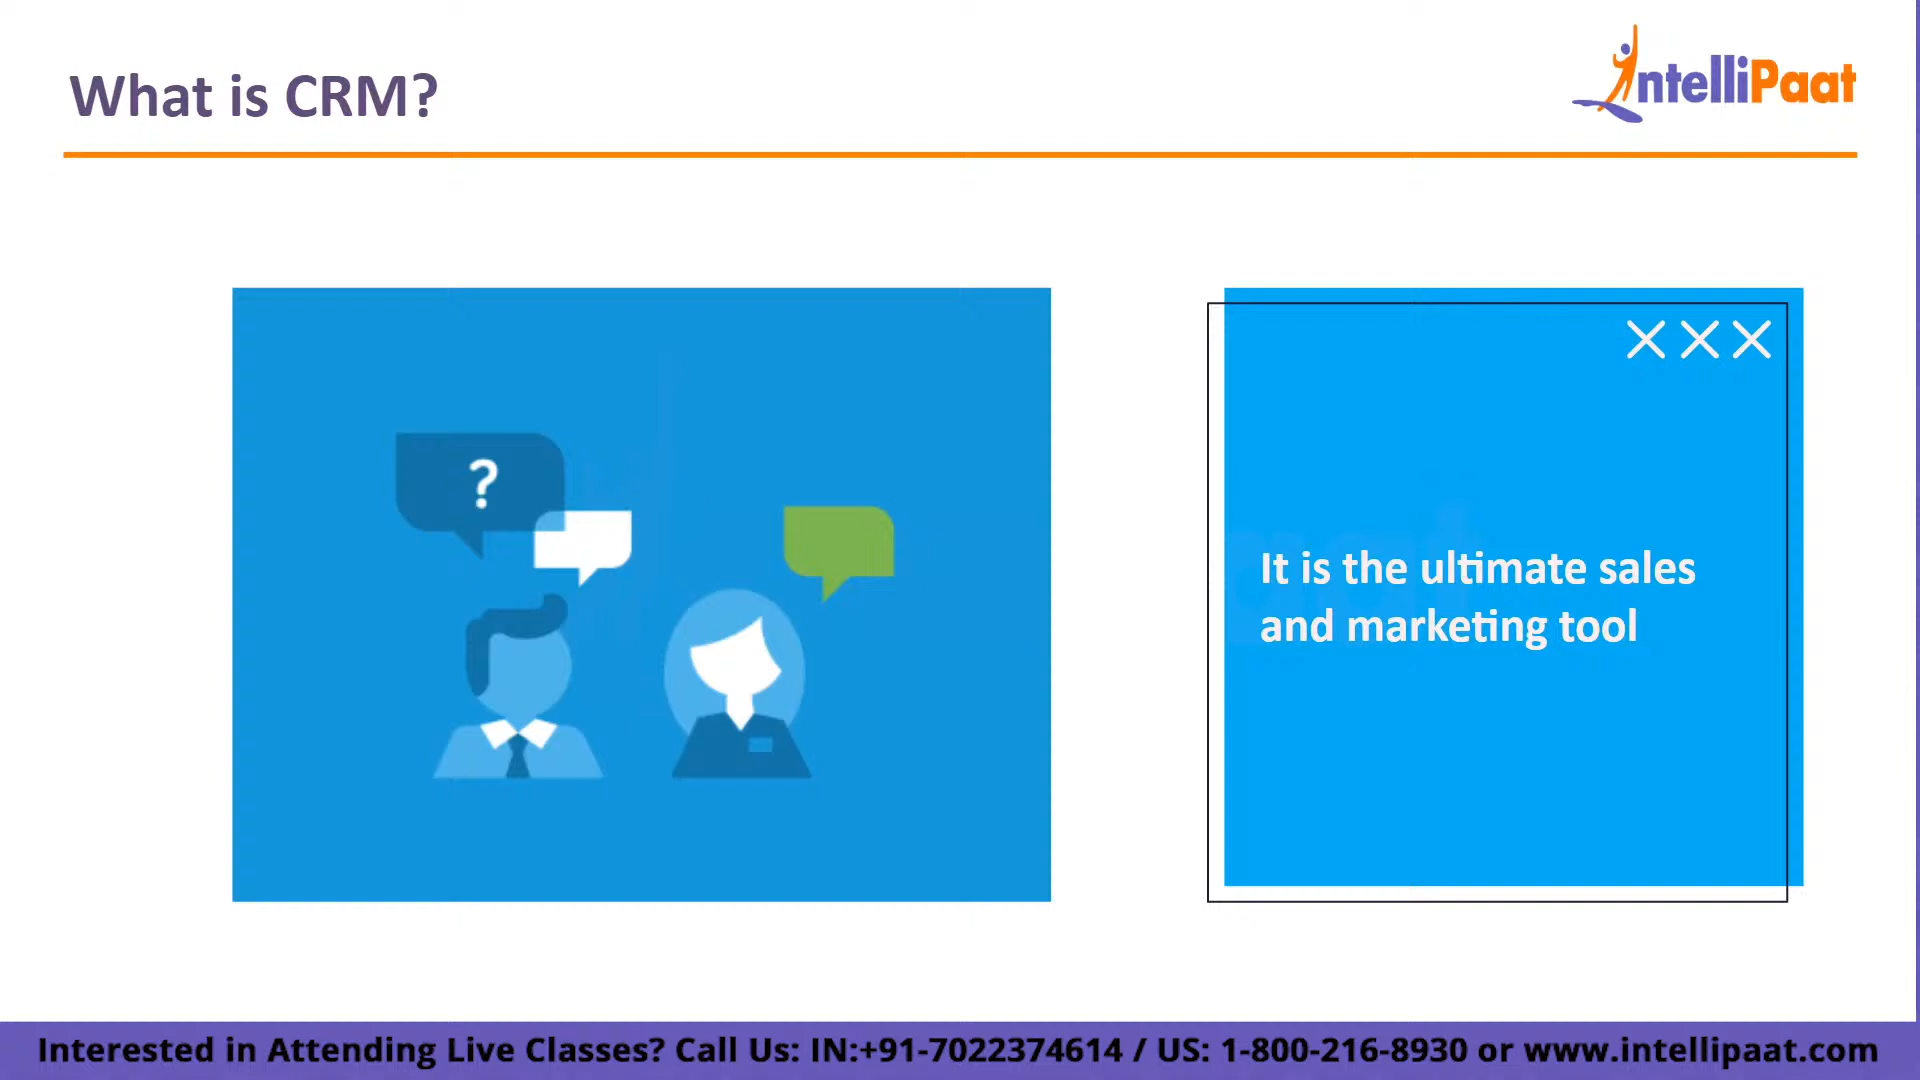 What is CRM?
IntelliPaat
?
It is the ultimate sales
and marketing tool
Interested in Attending Live Classes? Call Us: IN:+91-7022374614 / US: 1-800-216-8930 or www.intellipaat.com